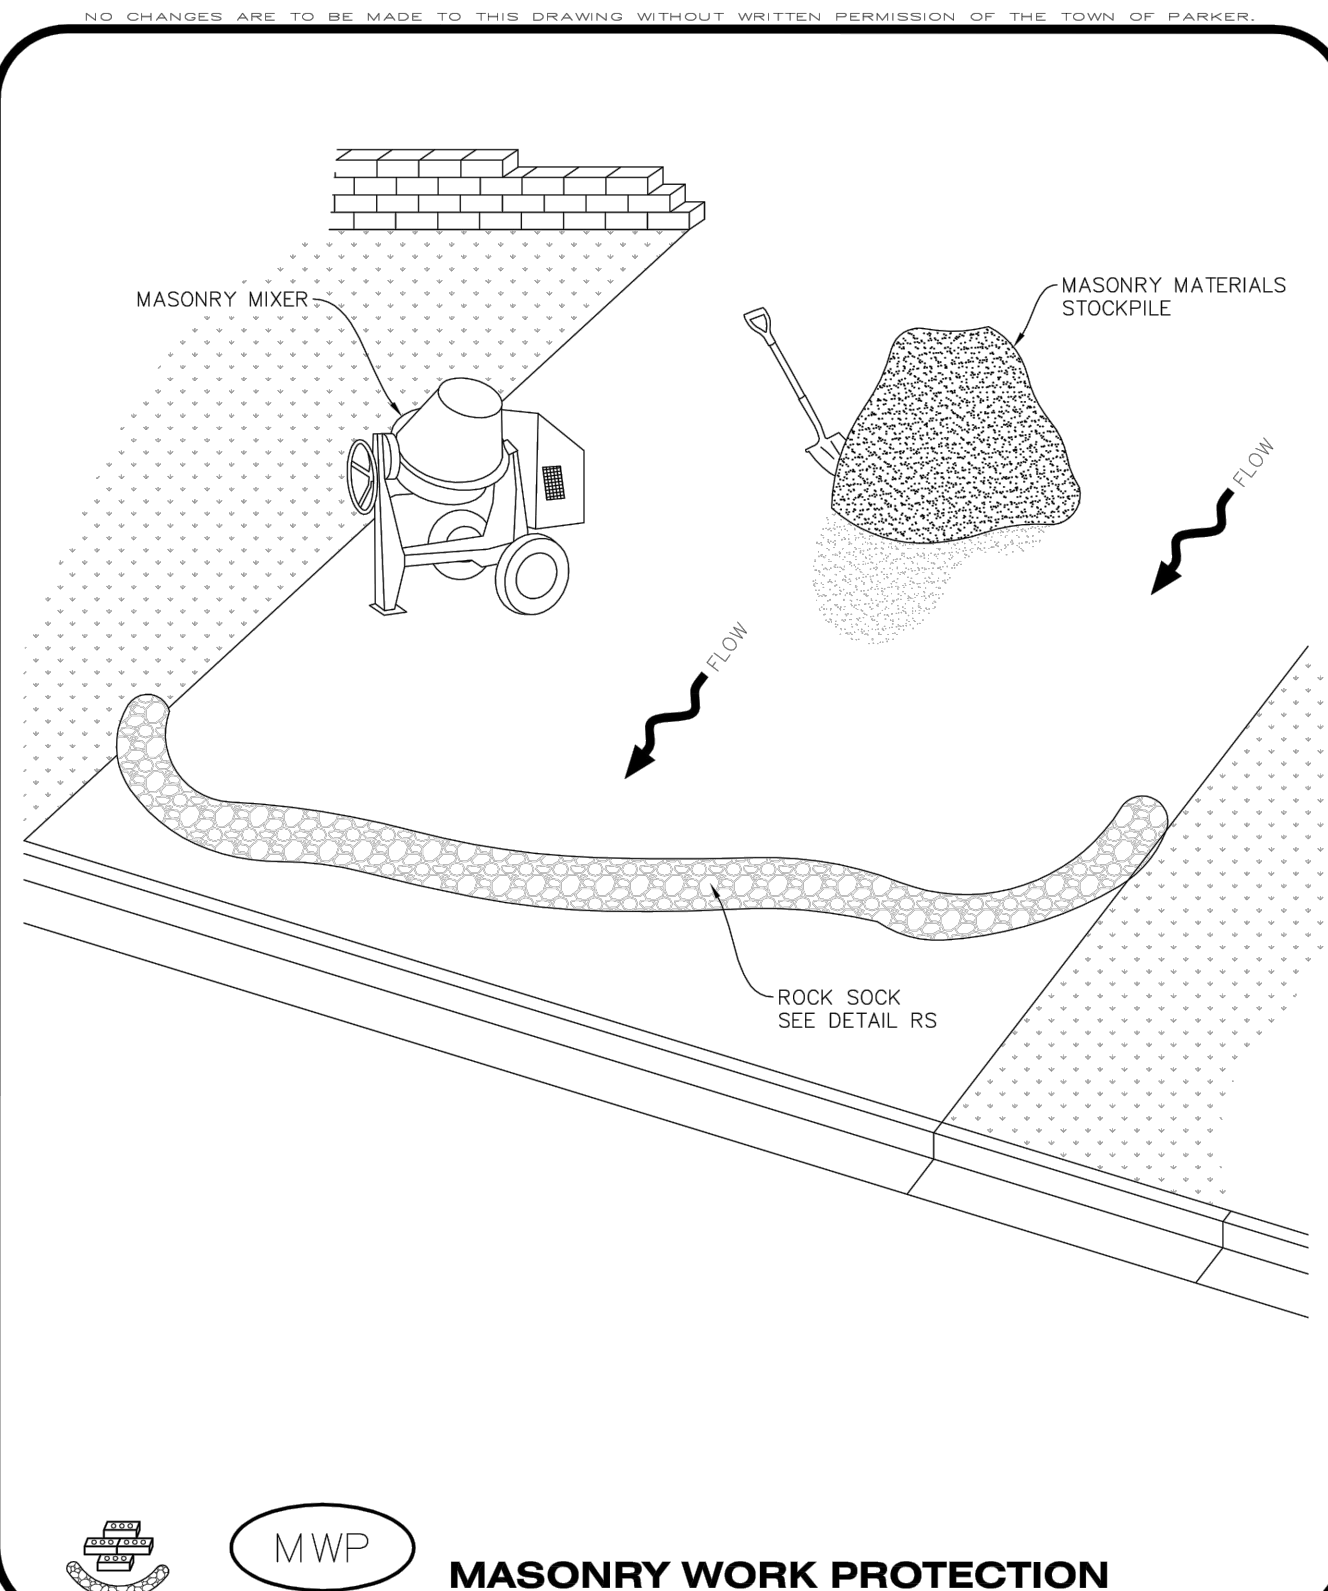 NO CHANGES ARE TO BE MADE TO THIS DRAWING WITHOUT WRITTEN PERMISSION OF THE TOWN OF PARKER.
MASONRY MATERIALS
STOCKPILE
MASONRY MIXER
FLOW
FLOW
ROCK SOCK
SEE DETAIL RS
MWP
MASONRY WORK PROTECTION